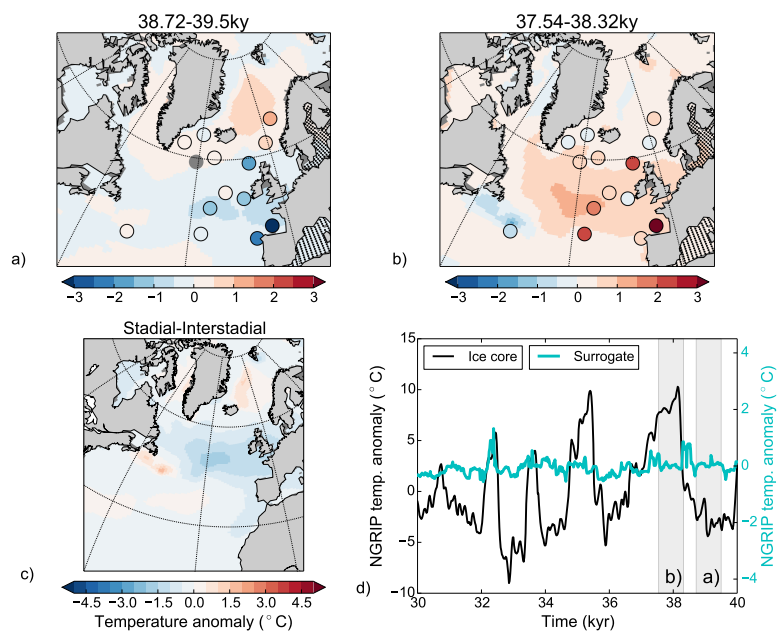 38.72-39.5ky
37.54-38.32ky
a)
−3 −2 −1 0 1 2 3
b)
−3 −2 −1 0 1 2 3
Stadial-Interstadial
c)
−4.5 −3.0 −1.5 0.0 1.5 3.0 4.5
Temperature anomaly (°C)
Ice core
Surrogate
NGRIP temp. anomaly (°C)
15
10
5
0
−5
−10
NGRIP temp. anomaly (°C)
4
2
0
−2
−4
b) a)
d)
30 32 34 36 38 40
Time (kyr)